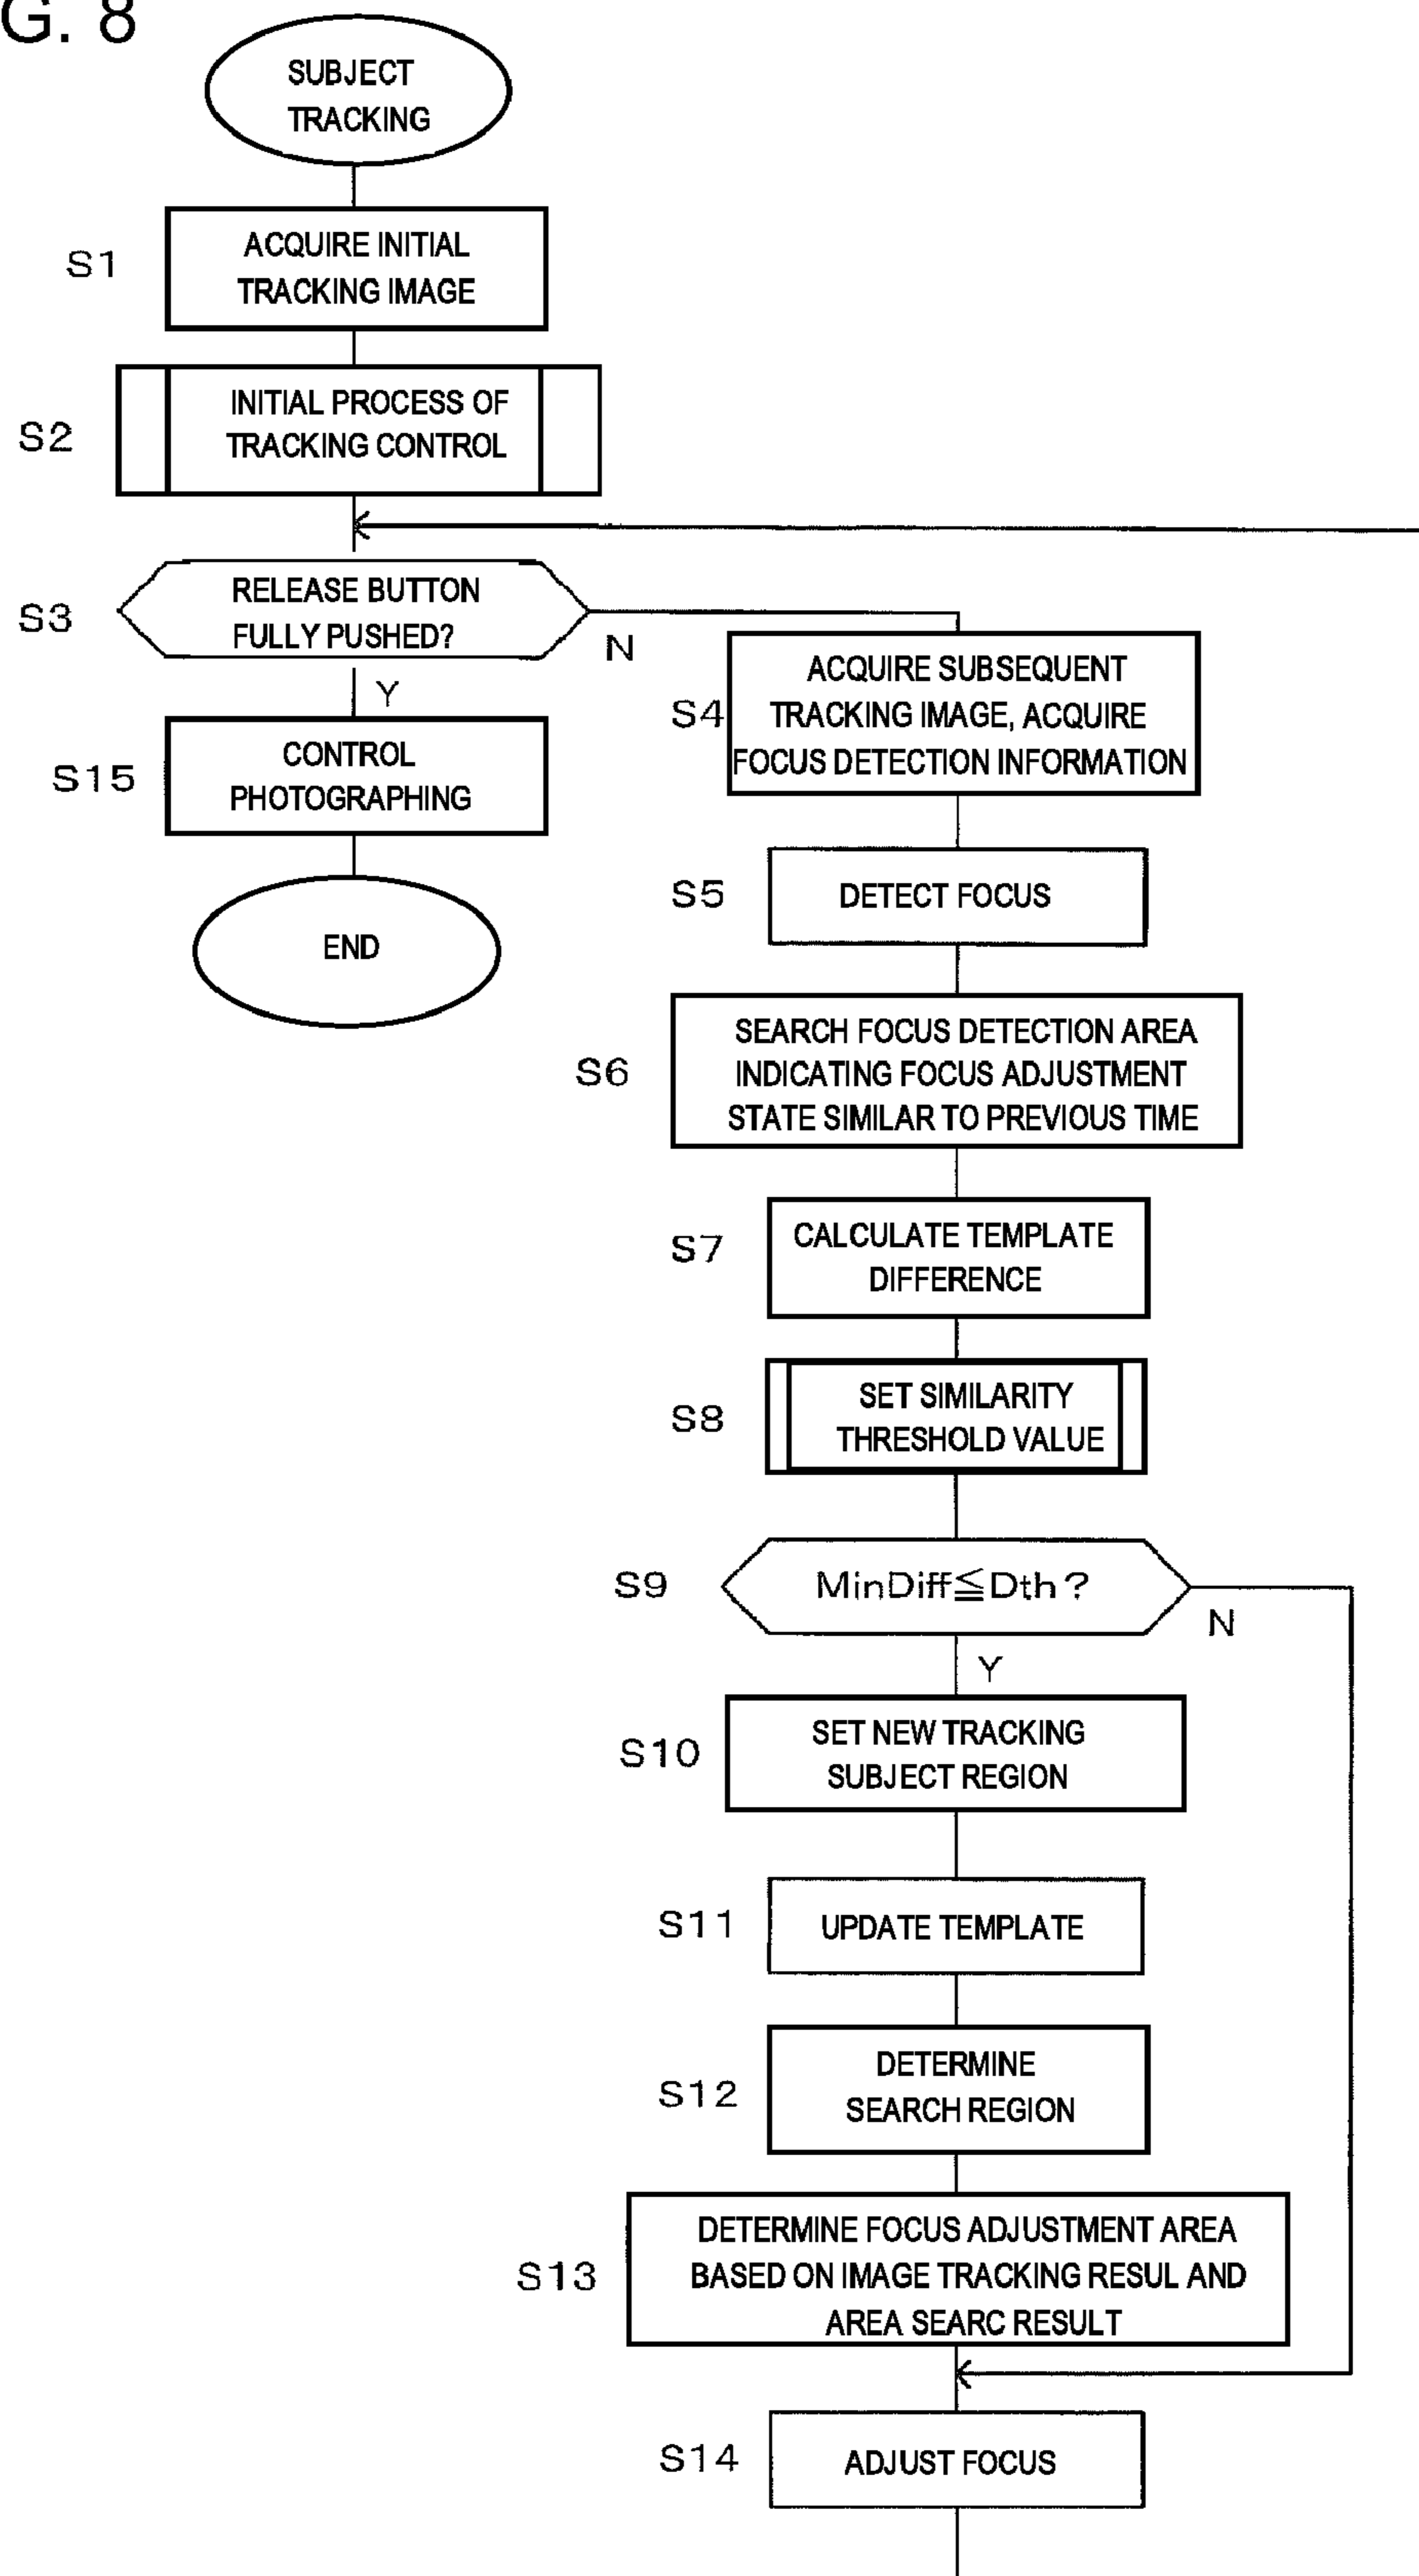 G. 8
SUBJECT
TRACKING
S1
ACQUIRE INITIAL
TRACKING IMAGE
S2
INITIAL PROCESS OF
TRACKING CONTROL
S3
RELEASE BUTTON
FULLY PUSHED?
N
Y
S15
CONTROL
PHOTOGRAPHING
END
S4
ACQUIRE SUBSEQUENT
TRACKING IMAGE, ACQUIRE
FOCUS DETECTION INFORMATION
S5
DETECT FOCUS
S6
SEARCH FOCUS DETECTION AREA
INDICATING FOCUS ADJUSTMENT
STATE SIMILAR TO PREVIOUS TIME
S7
CALCULATE TEMPLATE
DIFFERENCE
S8
SET SIMILARITY
THRESHOLD VALUE
S9
MinDiff≦Dth?
N
Y
S10
SET NEW TRACKING
SUBJECT REGION
S11
UPDATE TEMPLATE
S12
DETERMINE
SEARCH REGION
S13
DETERMINE FOCUS ADJUSTMENT AREA
BASED ON IMAGE TRACKING RESUL AND
AREA SEARC RESULT
S14
ADJUST FOCUS